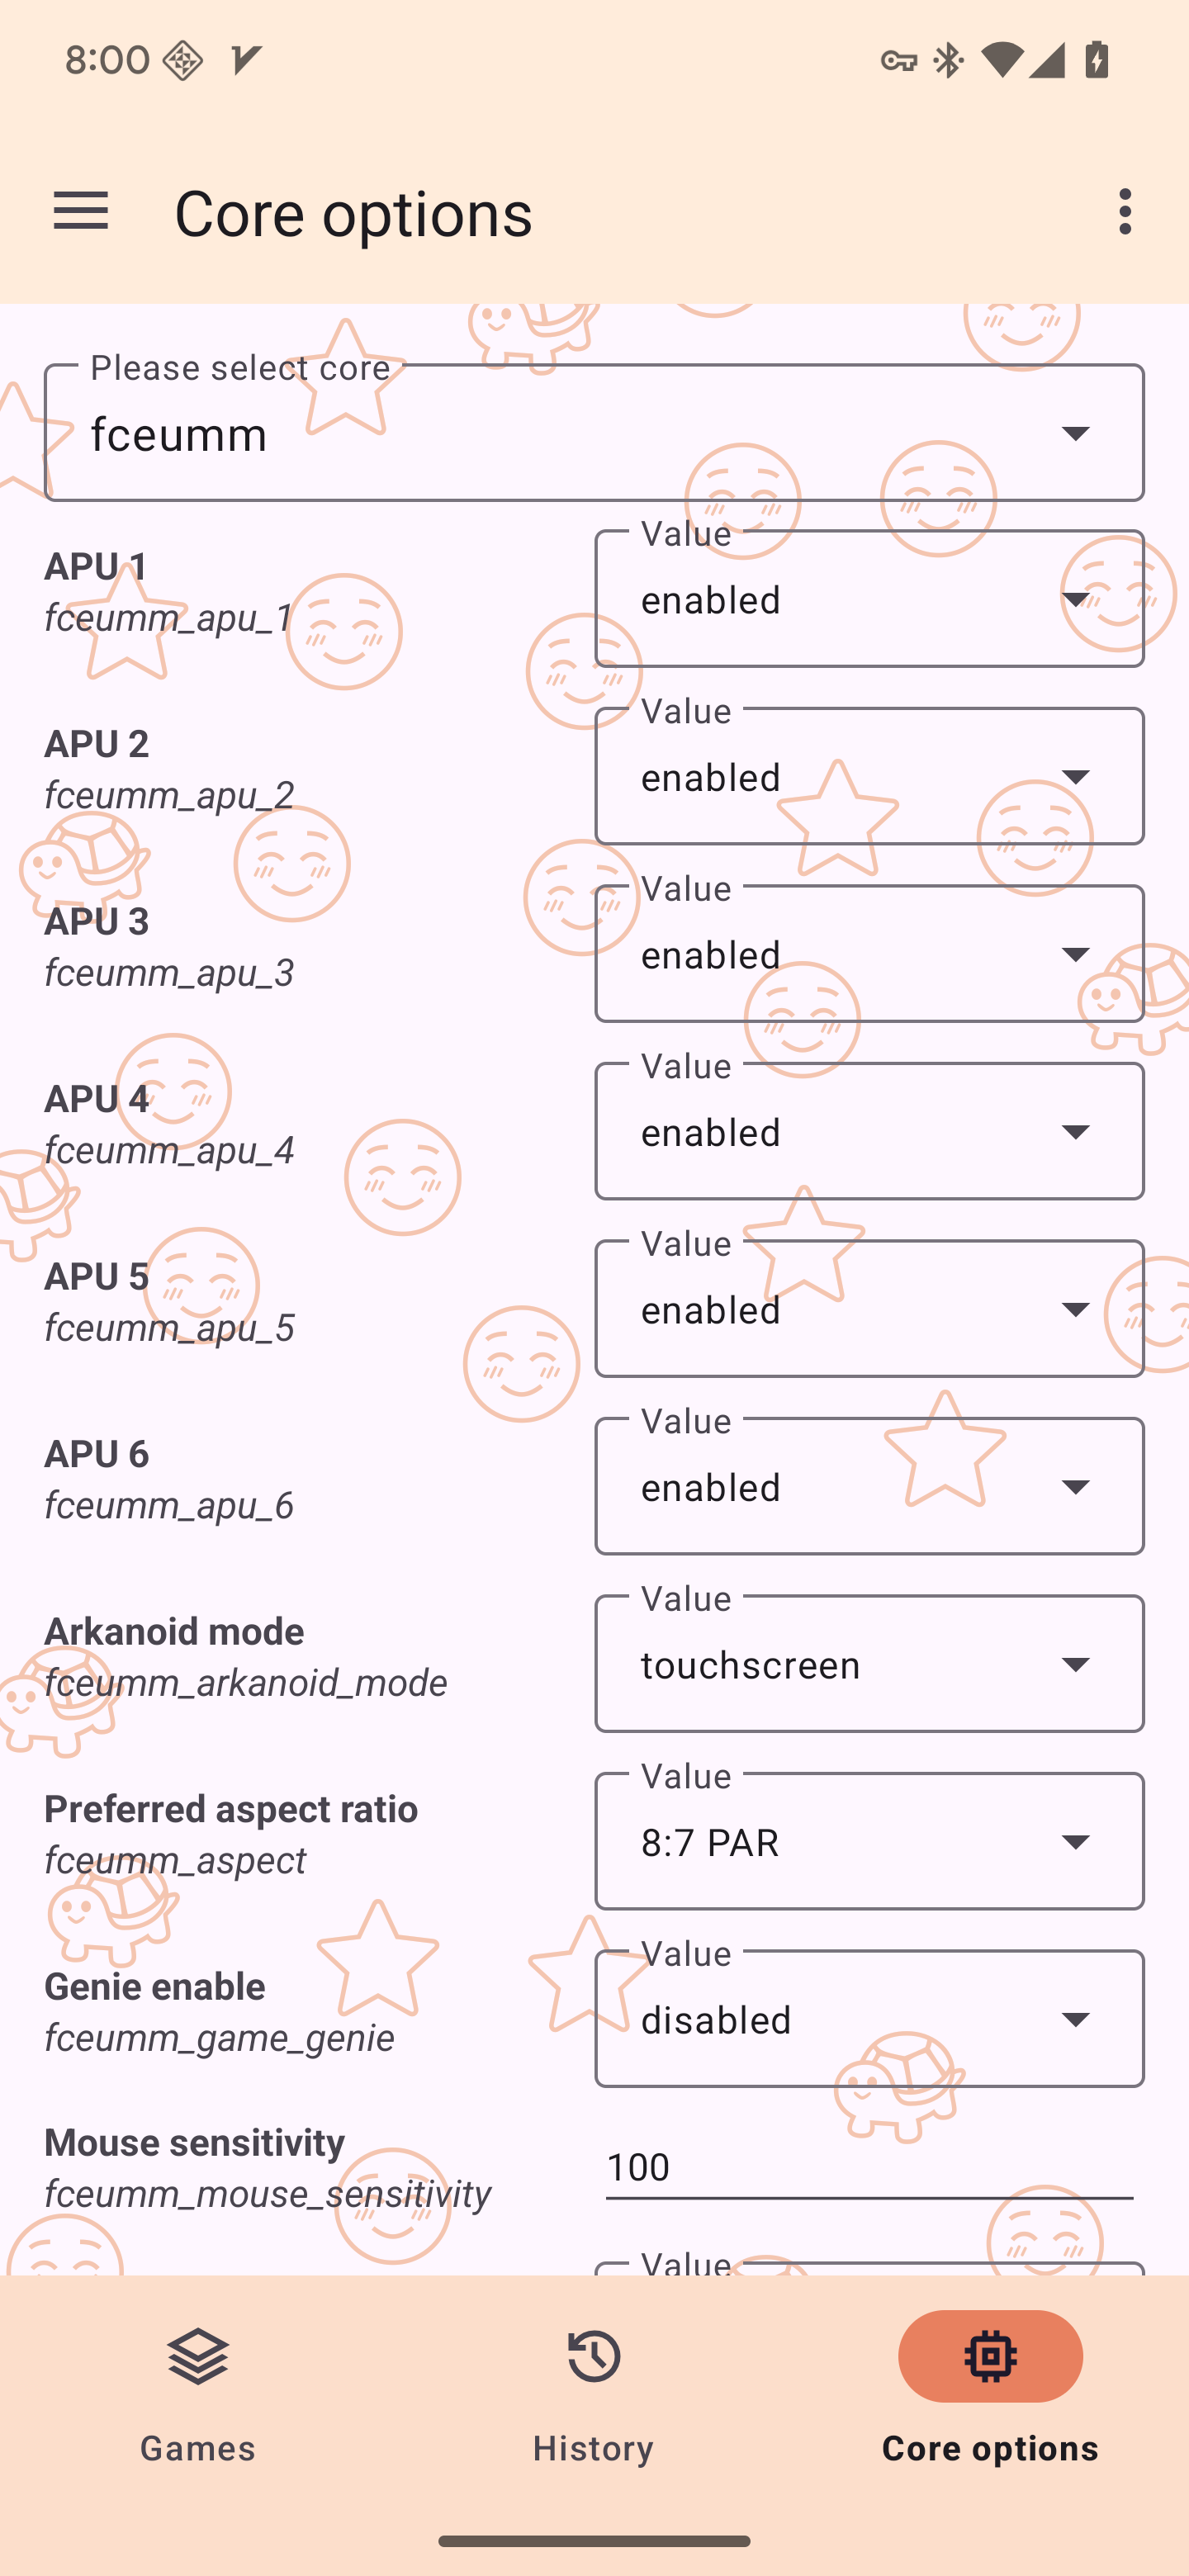 8:00
Core options
Please select core
fceumm
APU 1
fceumm_apu_1
Value
enabled
APU 2
fceumm_apu_2
Value
enabled
APU 3
fceumm_apu_3
Value
enabled
APU 4
fceumm_apu_4
Value
enabled
APU 5
fceumm_apu_5
Value
enabled
APU 6
fceumm_apu_6
Value
enabled
Arkanoid mode
fceumm_arkanoid_mode
Value
touchscreen
Preferred aspect ratio
fceumm_aspect
Value
8:7 PAR
Genie enable
fceumm_game_genie
Value
disabled
Mouse sensitivity
fceumm_mouse_sensitivity
100
Value
Games
History
Core options